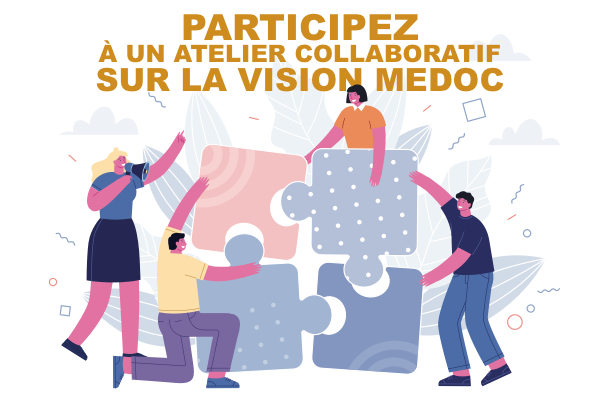 PARTICIPEZ
À UN ATELIER COLLABORATIF
SUR LA VISION MEDOC